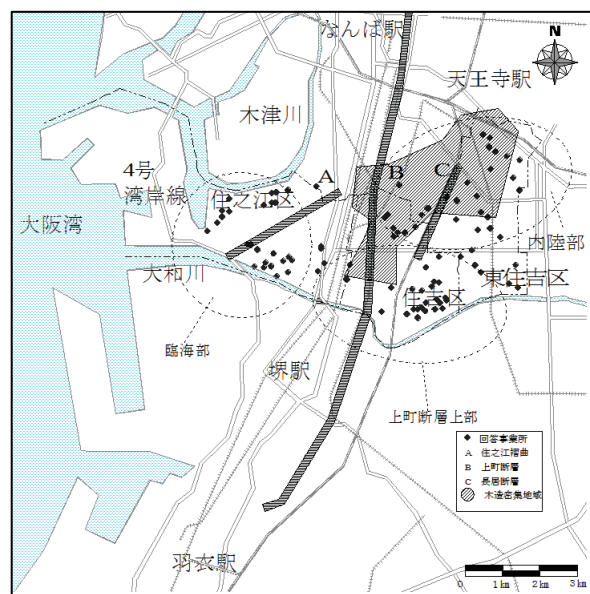 なんば駅
N
天王寺駅
木津川
4号
湾岸線
A
B
C
住之江区
大阪湾
内陸部
大和川
東住吉区
住吉区
臨海部
堺駅
上町断層上部
回答事業所
A 住之江褶曲
B 上町断層
C 長居断層
木造密集地域
羽衣駅
0 1km 2km 3km